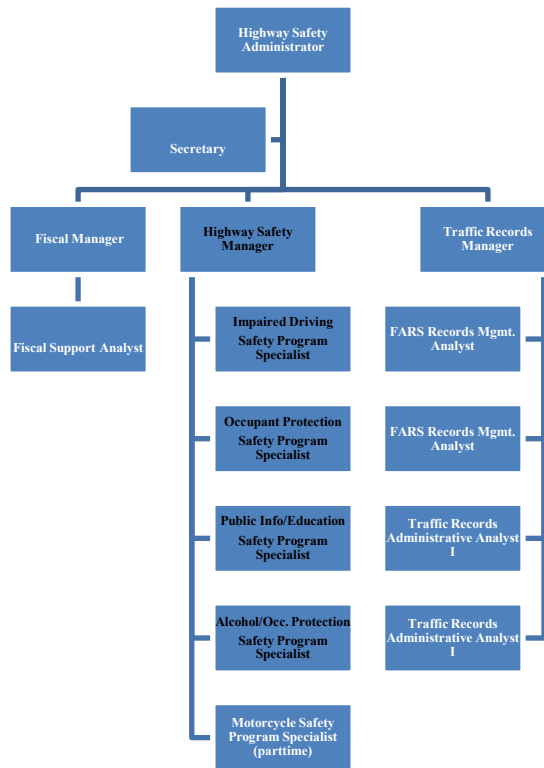 Highway Safety
Administrator
Secretary
Fiscal Manager
Highway Safety
Manager
Traffic Records
Manager
Fiscal Support Analyst
Impaired Driving
Safety Program
Specialist
FARS Records Mgmt.
Analyst
Occupant Protection
Safety Program
Specialist
FARS Records Mgmt.
Analyst
Public Info/Education
Safety Program
Specialist
Traffic Records
Administrative Analyst
I
Alcohol/Occ. Protection
Safety Program
Specialist
Traffic Records
Administrative Analyst
I
Motorcycle Safety
Program Specialist
(parttime)